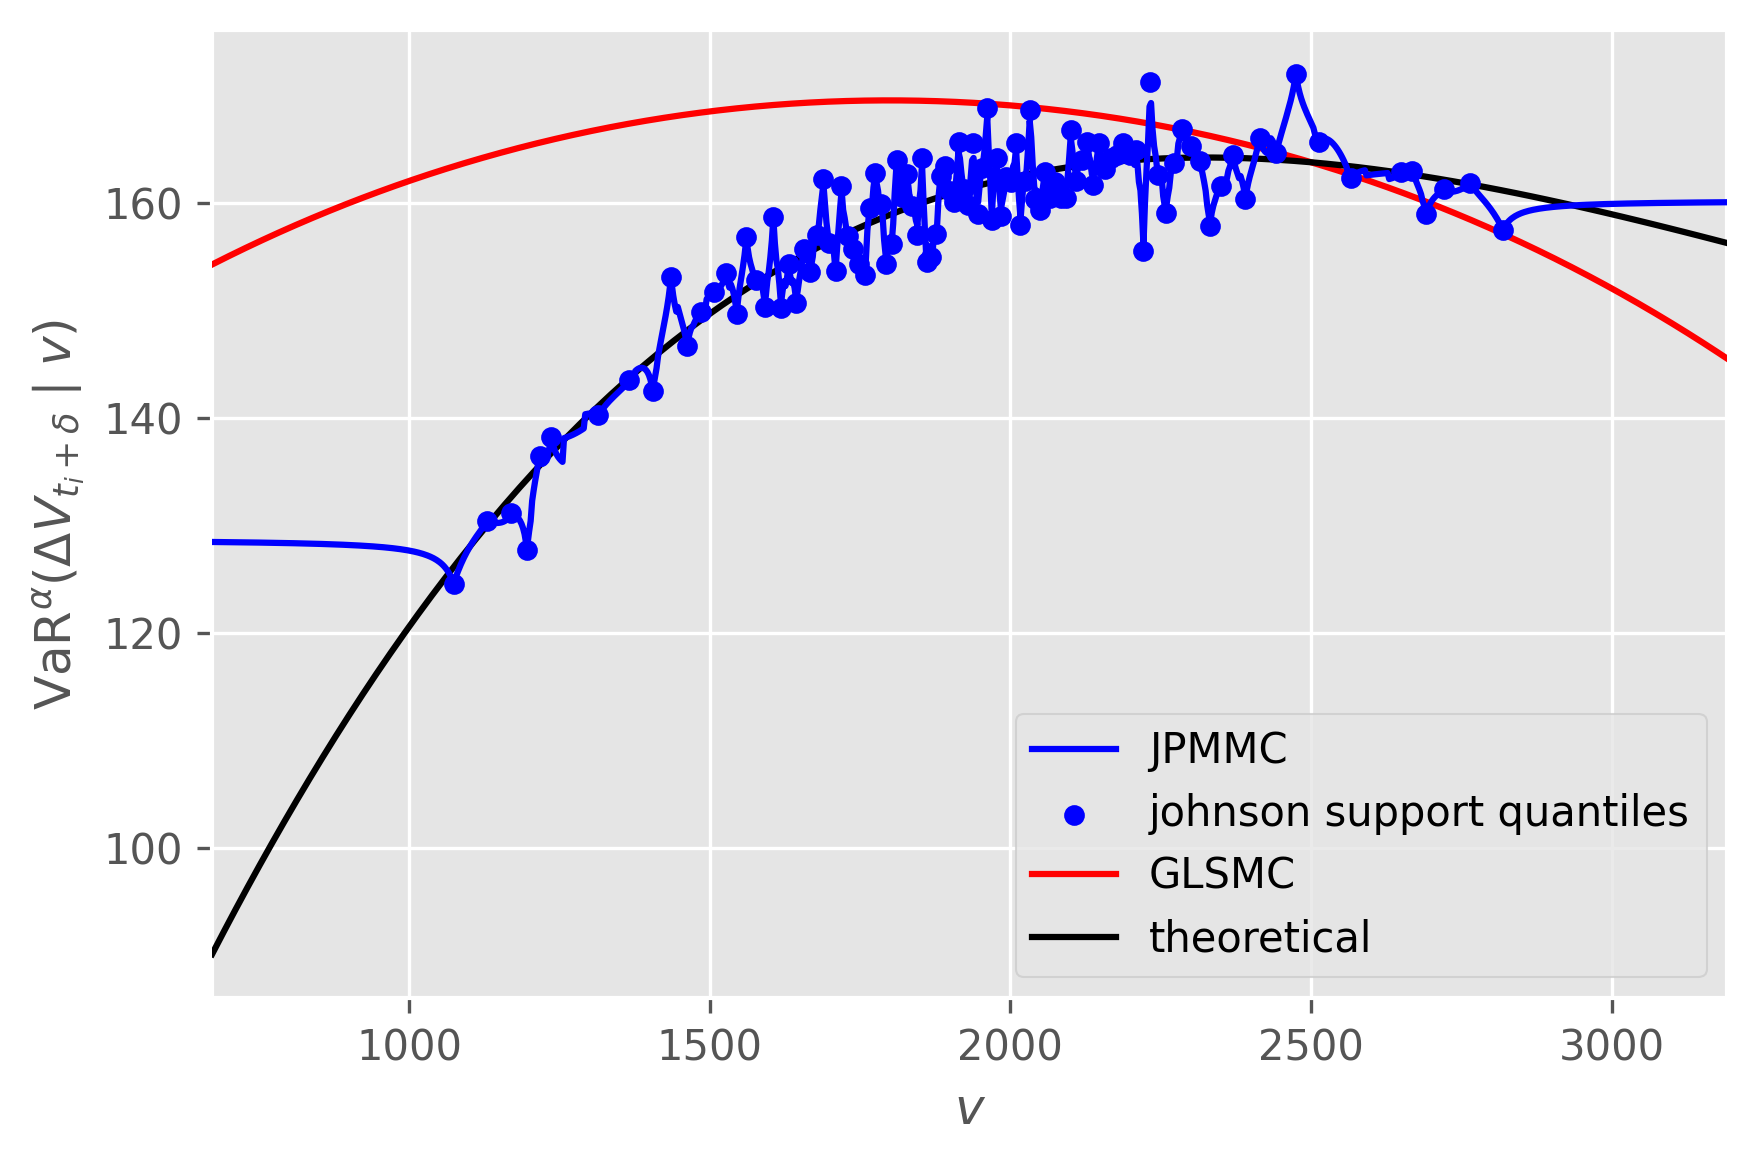 VaR^α(ΔV_{t_i + δ} | v)
160
140
120
100
1000 1500 2000 2500 3000
v
JPMMC
johnson support quantiles
GLSMC
theoretical